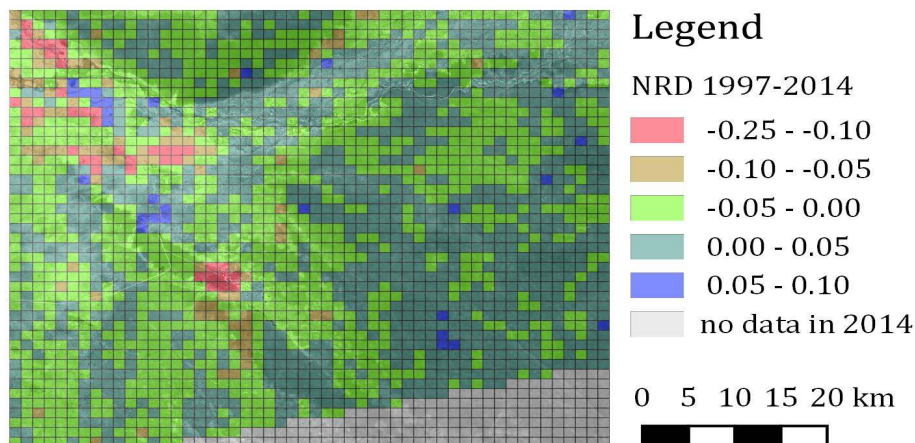 Legend
NRD 1997-2014
-0.25 - -0.10
-0.10 - -0.05
-0.05 - 0.00
0.00 - 0.05
0.05 - 0.10
no data in 2014
0 5 10 15 20 km